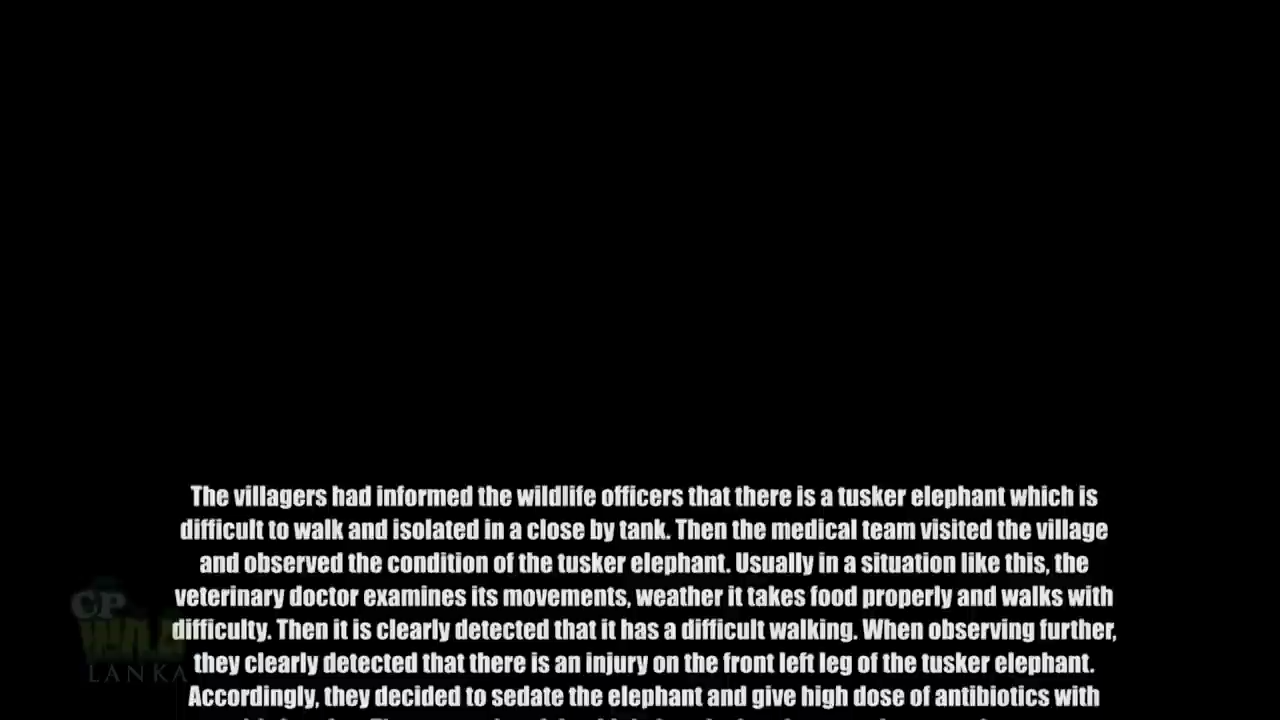 The villagers had informed the wildlife officers that there is a tusker elephant which is
difficult to walk and isolated in a close by tank. Then the medical team visited the village
and observed the condition of the tusker elephant. Usually in a situation like this, the
veterinary doctor examines its movements, weather it takes food properly and walks with
difficulty. Then it is clearly detected that it has a difficult walking. When observing further,
they clearly detected that there is an injury on the front left leg of the tusker elephant.
Accordingly, they decided to sedate the elephant and give high dose of antibiotics with
CP
WILD
LANKA